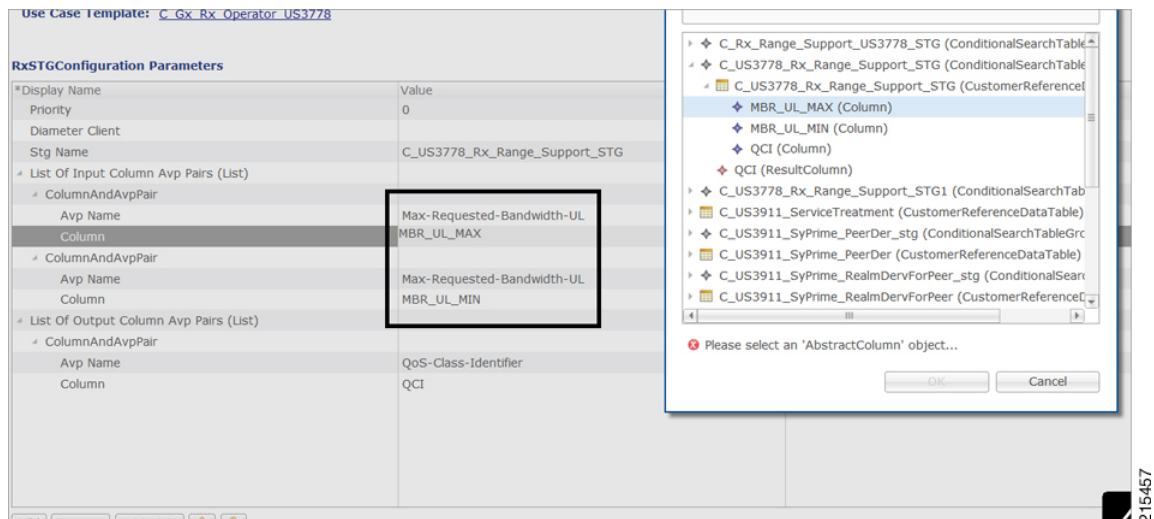 Use Case Template: C_Gx_Rx_Operator_US3778
RxSTGConfiguration Parameters
*Display Name Value
Priority 0
Diameter Client
Stg Name C_US3778_Rx_Range_Support_STG
List Of Input Column Avp Pairs (List)
ColumnAndAvpPair
Avp Name Max-Requested-Bandwidth-UL
Column MBR_UL_MAX
ColumnAndAvpPair
Avp Name Max-Requested-Bandwidth-UL
Column MBR_UL_MIN
List Of Output Column Avp Pairs (List)
ColumnAndAvpPair
Avp Name QoS-Class-Identifier
Column QCI
C_Rx_Range_Support_US3778_STG (ConditionalSearchTable
C_US3778_Rx_Range_Support_STG (ConditionalSearchTable
C_US3778_Rx_Range_Support_STG (CustomerReferenceD
MBR_UL_MAX (Column)
MBR_UL_MIN (Column)
QCI (Column)
QCI (ResultColumn)
C_US3778_Rx_Range_Support_STG1 (ConditionalSearchTab
C_US3911_ServiceTreatment (CustomerReferenceDataTable)
C_US3911_SyPrime_PeerDer_stg (ConditionalSearchTableGro
C_US3911_SyPrime_PeerDer (CustomerReferenceDataTable)
C_US3911_SyPrime_RealmDervForPeer_stg (ConditionalSearc
C_US3911_SyPrime_RealmDervForPeer (CustomerReferenceD
Please select an 'AbstractColumn' object...
OK Cancel
215457